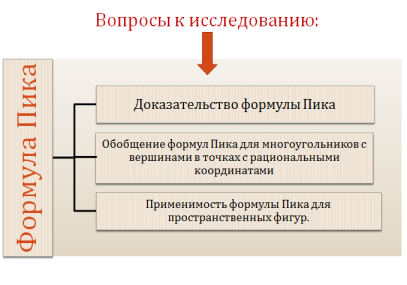 Вопросы к исследованию:
Формула Пика
Доказательство формулы Пика
Обобщение формул Пика для многоугольников с
вершинами в точках с рациональными
координатами
Применимость формулы Пика для
пространственных фигур.